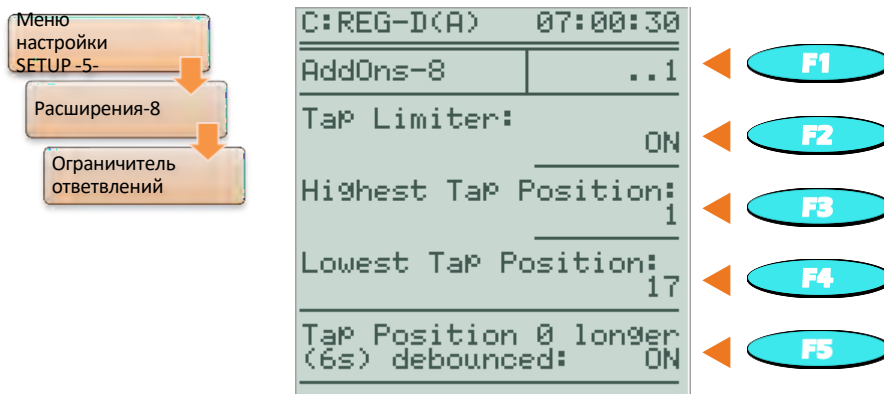 Меню
настройки
SETUP -5-
Расширения-8
Ограничитель
ответвлений
C:REG-D(A) 07:00:30
AddOns-8 ..1
F1
Tap Limiter:
ON
F2
Highest Tap Position:
1
F3
Lowest Tap Position:
17
F4
Tap Position 0 longer
(6s) debounced: ON
F5